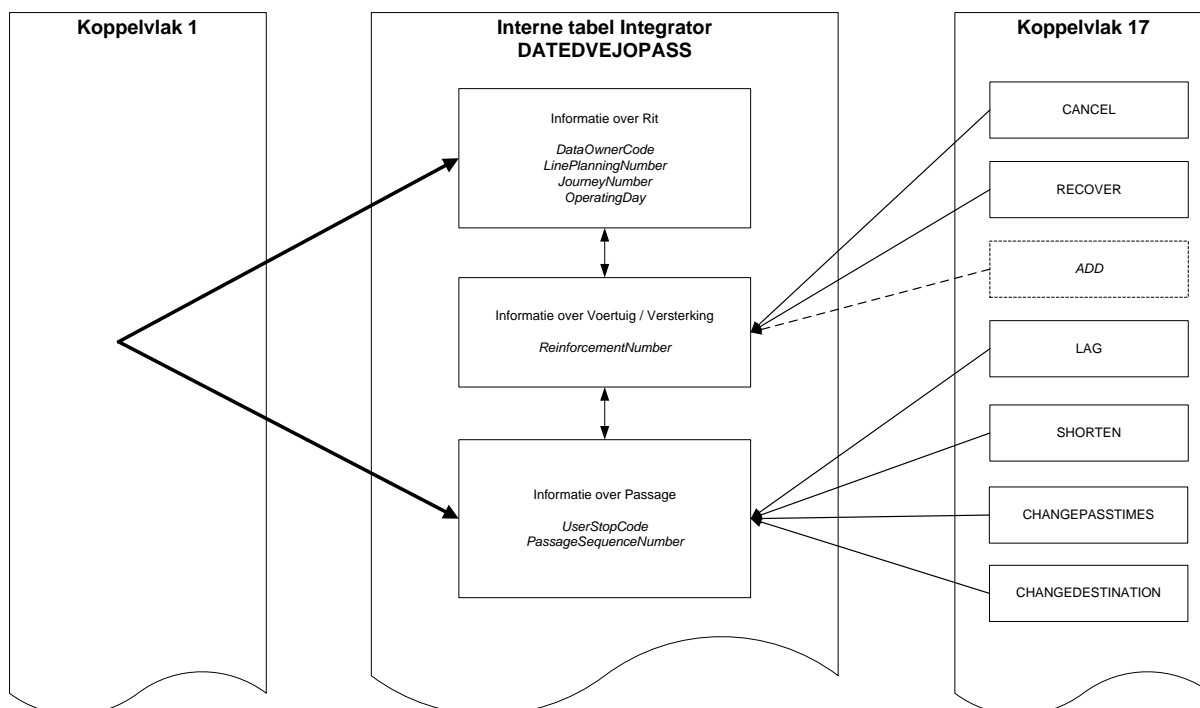 Koppelvlak 1
Interne tabel Integrator
DATEDVEJOPASS
Informatie over Rit
DataOwnerCode
LinePlanningNumber
JourneyNumber
OperatingDay
Informatie over Voertuig / Versterking
ReinforcementNumber
Informatie over Passage
UserStopCode
PassageSequenceNumber
Koppelvlak 17
CANCEL
RECOVER
ADD
LAG
SHORTEN
CHANGEPASSTIMES
CHANGEDESTINATION